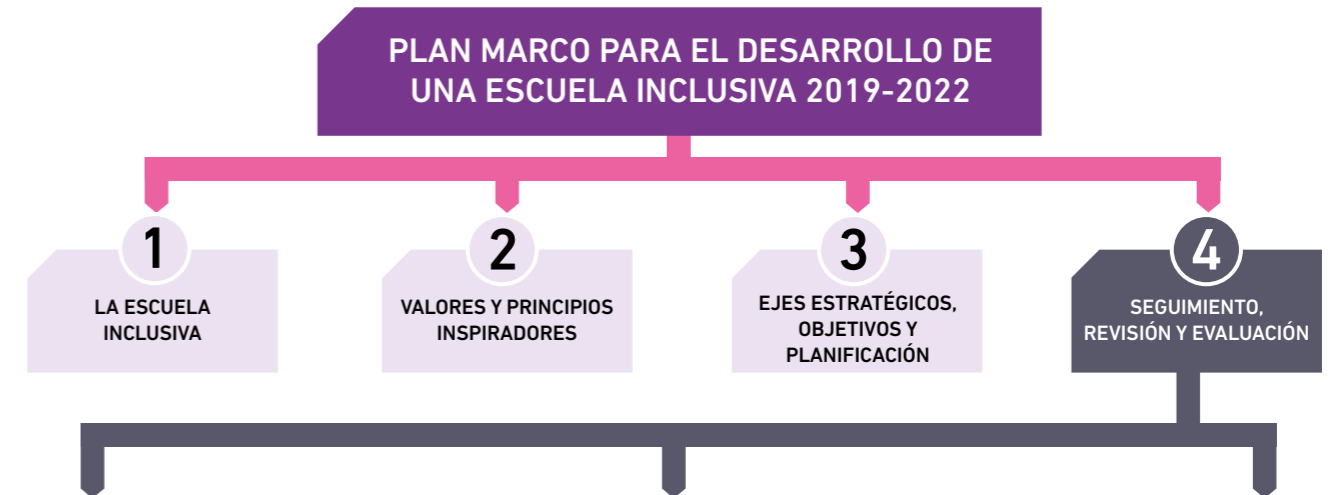 PLAN MARCO PARA EL DESARROLLO DE
UNA ESCUELA INCLUSIVA 2019-2022
1
LA ESCUELA
INCLUSIVA
2
VALORES Y PRINCIPIOS
INSPIRADORES
3
EJES ESTRATÉGICOS,
OBJETIVOS Y
PLANIFICACIÓN
4
SEGUIMIENTO,
REVISIÓN Y EVALUACIÓN